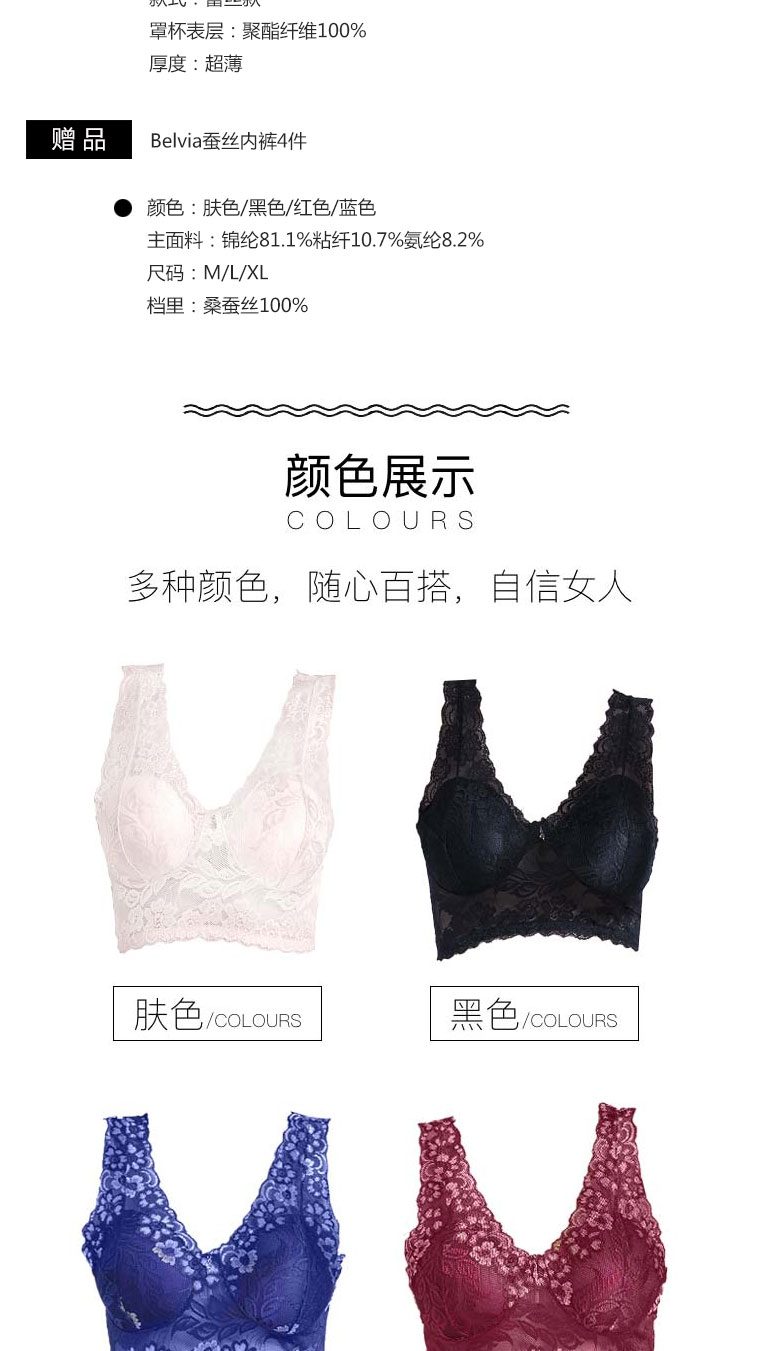 罩杯表层：聚酯纤维100%
厚度：超薄
赠品 Belvia蚕丝内裤4件
● 颜色：肤色/黑色/红色/蓝色
主面料：锦纶81.1%粘纤10.7%氨纶8.2%
尺码：M/L/XL
档里：桑蚕丝100%
颜色展示
COLOURS
多种颜色，随心百搭，自信女人
肤色/COLOURS
黑色/COLOURS